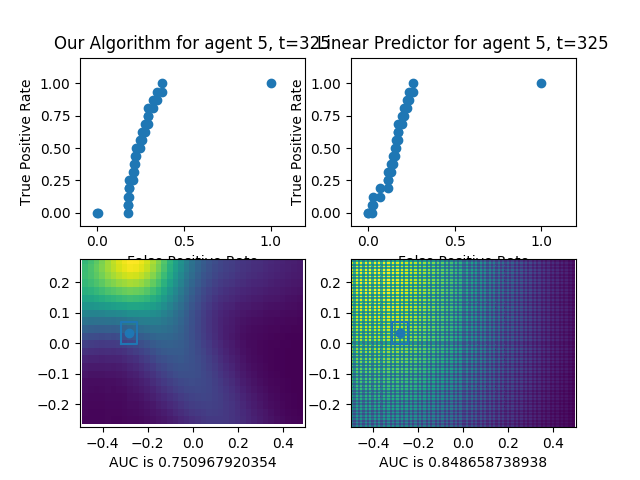 Our Algorithm for agent 5, t=325
Linear Predictor for agent 5, t=325
True Positive Rate
1.00
0.75
0.50
0.25
0.00
0.0 0.5 1.0
False Positive Rate
True Positive Rate
1.00
0.75
0.50
0.25
0.00
0.0 0.5 1.0
False Positive Rate
0.2
0.1
0.0
−0.1
−0.2
−0.4 −0.2 0.0 0.2 0.4
AUC is 0.750967920354
0.2
0.1
0.0
−0.1
−0.2
−0.4 −0.2 0.0 0.2 0.4
AUC is 0.848658738938